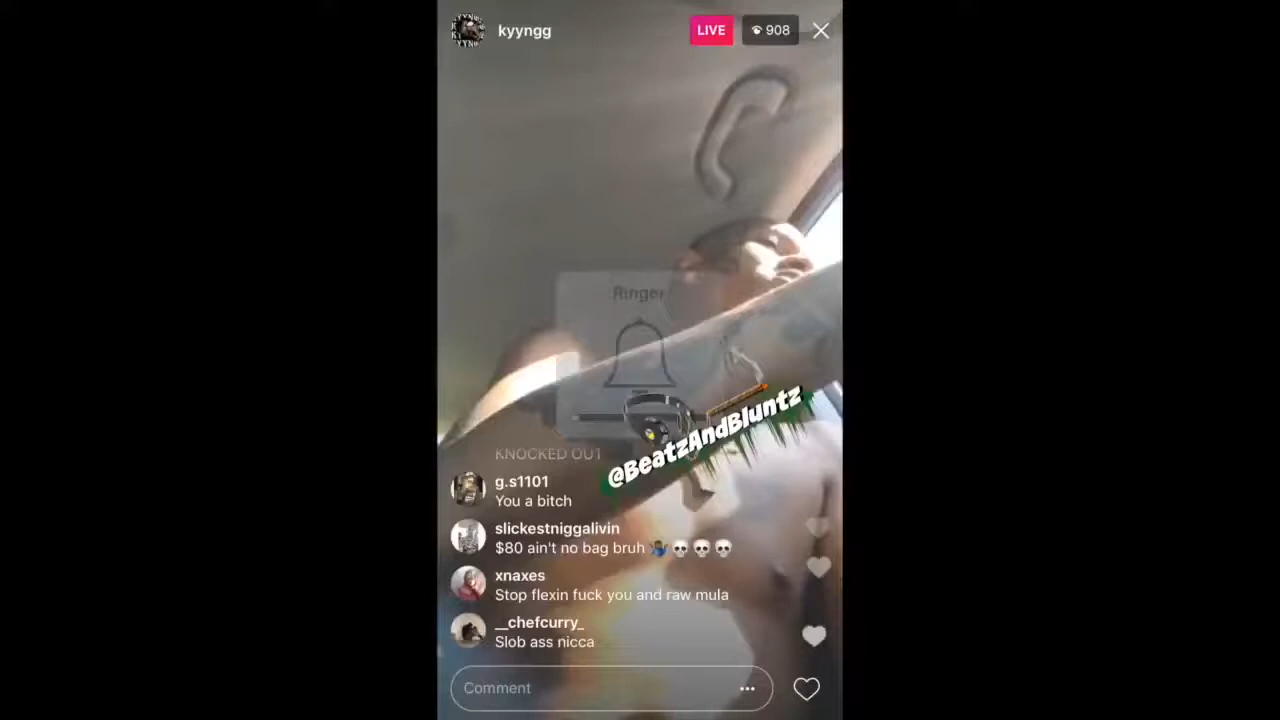 kyyngg
LIVE
908
Ringer
@BeatzAndBluntz
KNOCKED OUT
g.s1101
You a bitch
slickestniggalivin
$80 ain't no bag bruh 🤷🏾‍♂️💀💀💀
xnaxes
Stop flexin fuck you and raw mula
__chefcurry_
Slob ass nicca
Comment